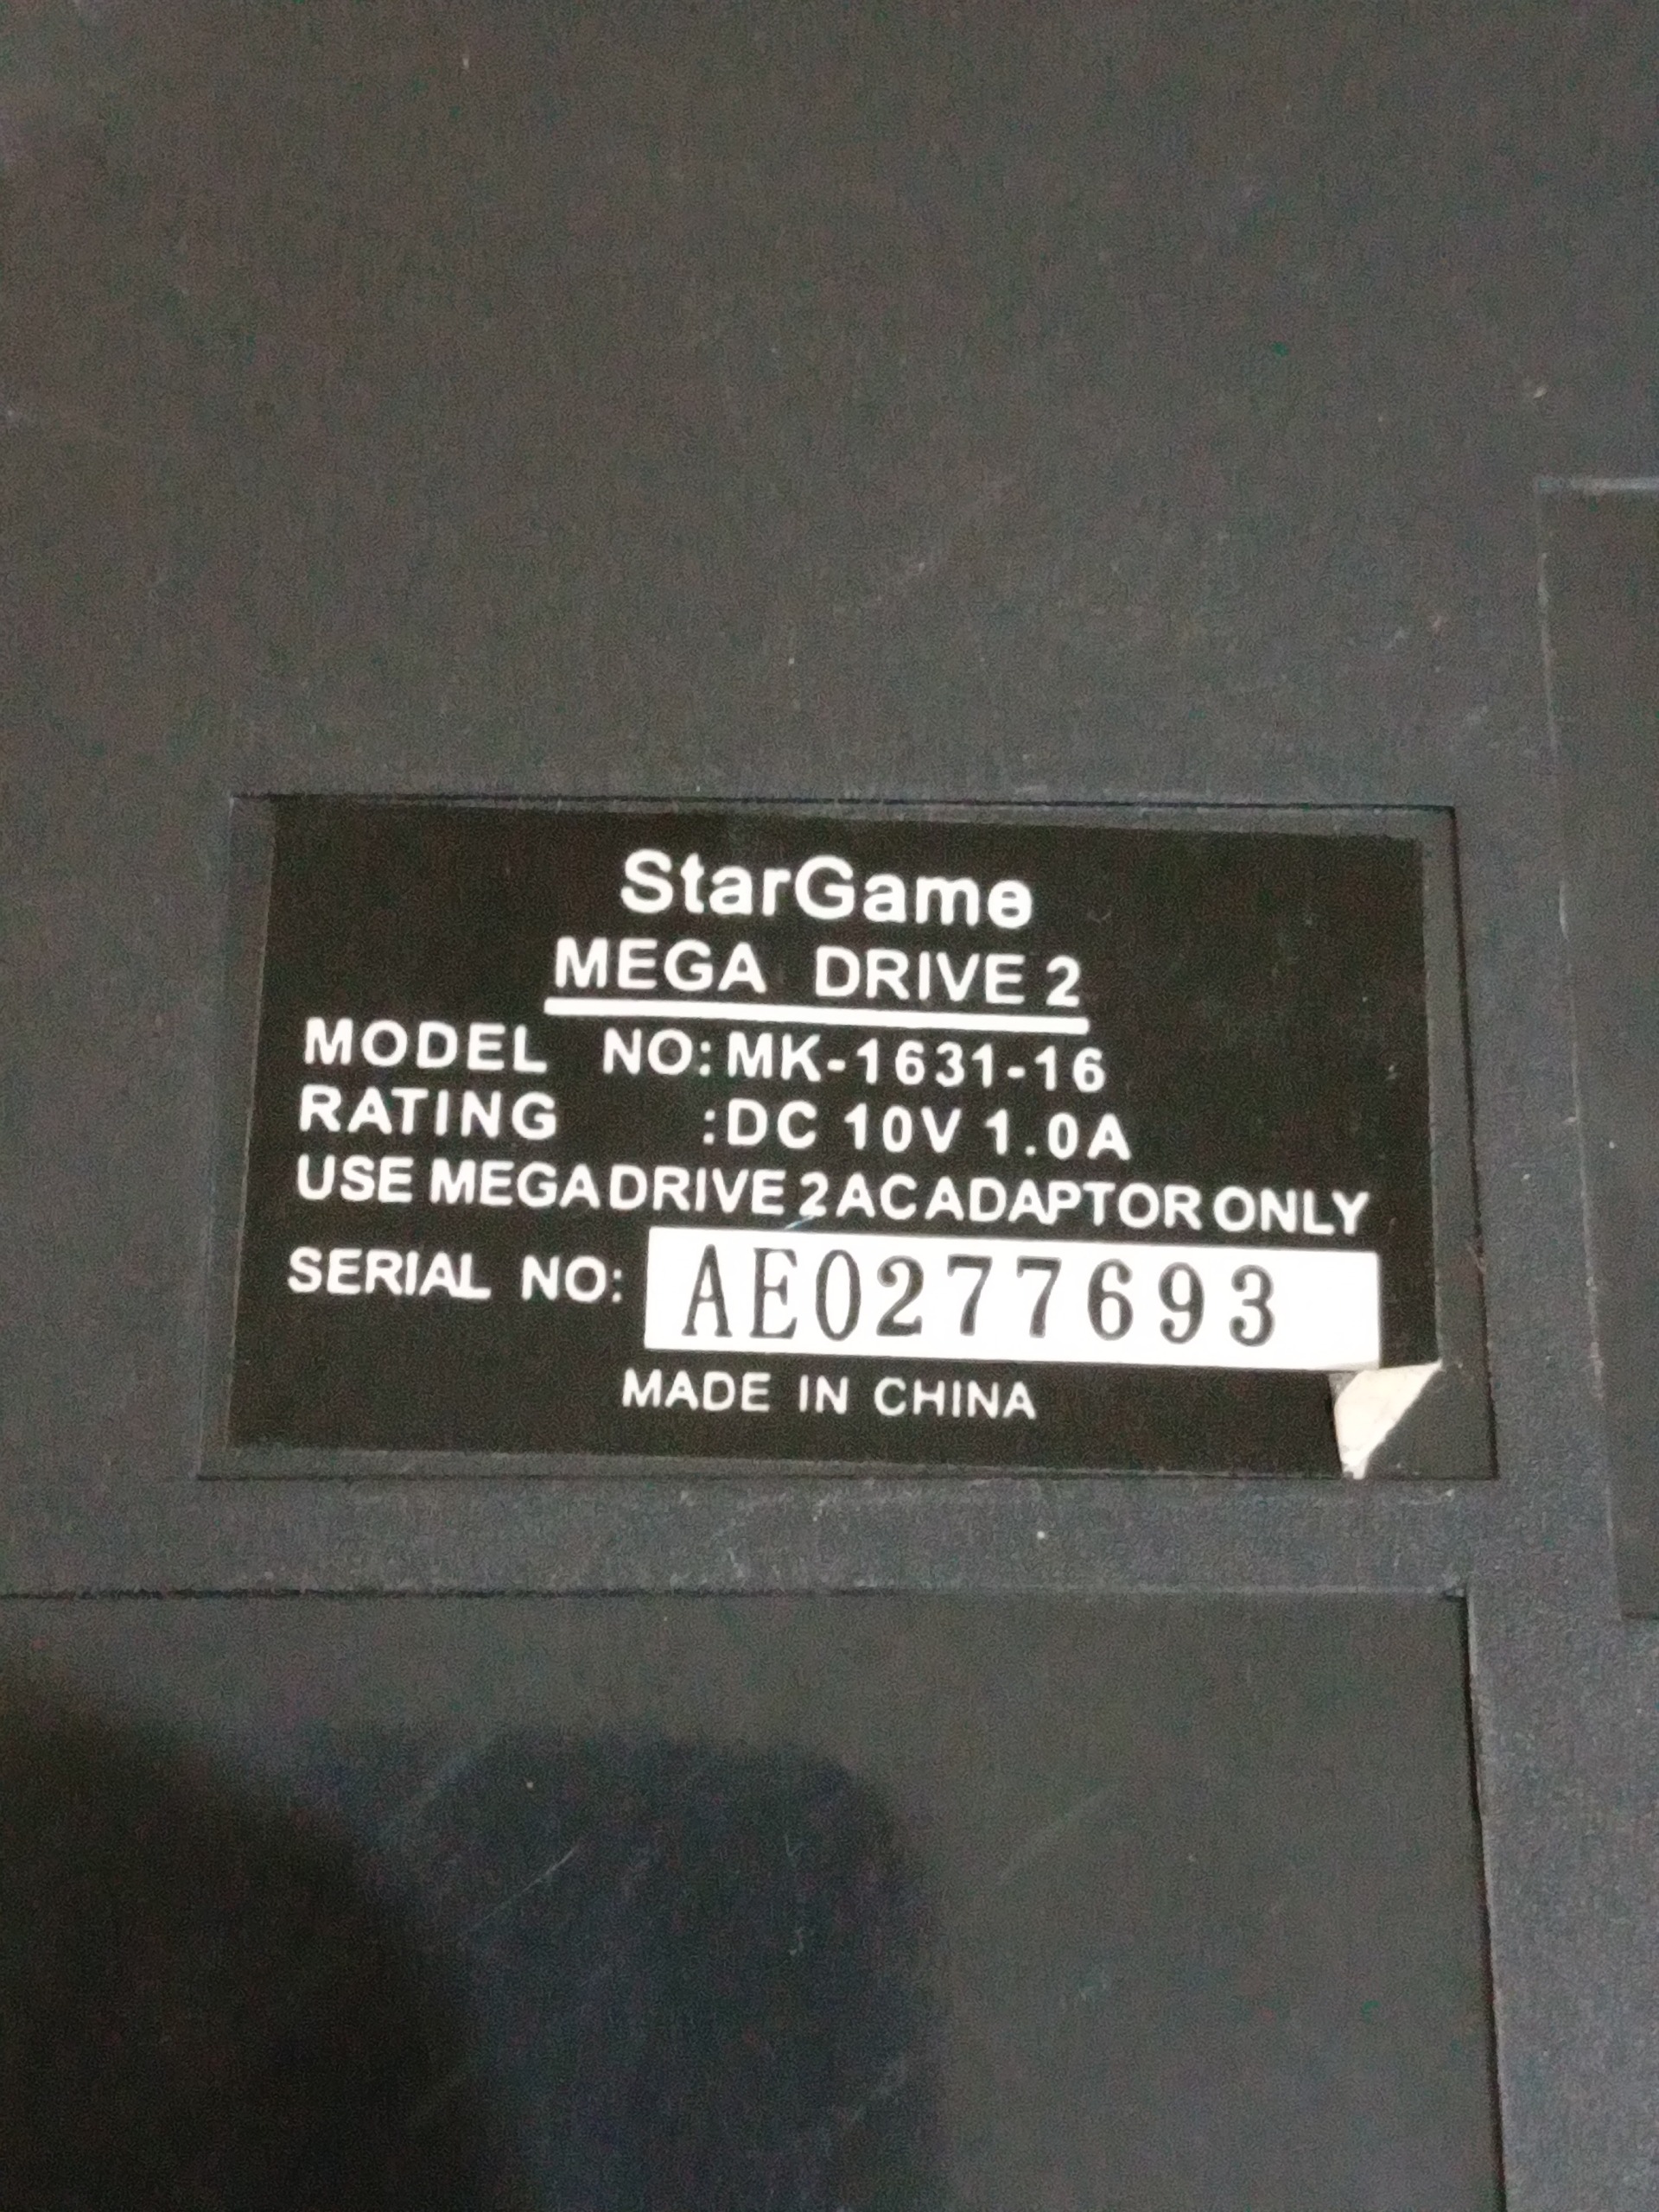 StarGame
MEGA DRIVE 2
MODEL NO: MK-1631-16
RATING :DC 10V 1.0A
USE MEGA DRIVE 2 AC ADAPTOR ONLY
SERIAL NO: AE0277693
MADE IN CHINA